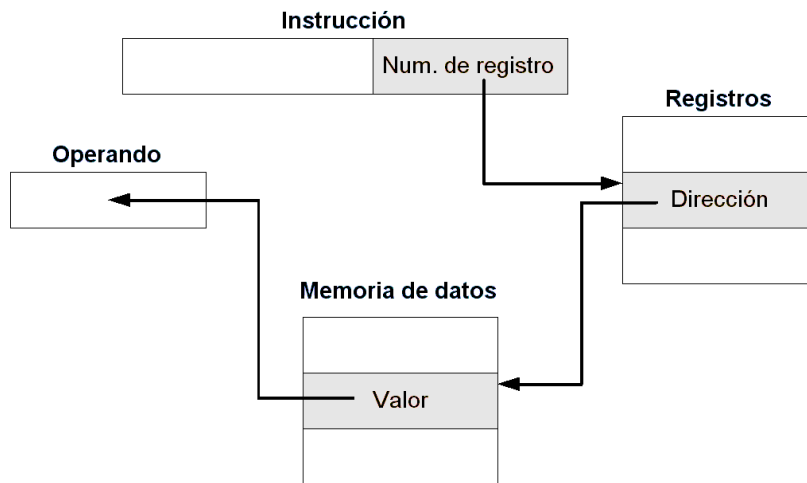 Instrucción
Num. de registro
Registros
Operando
Dirección
Memoria de datos
Valor